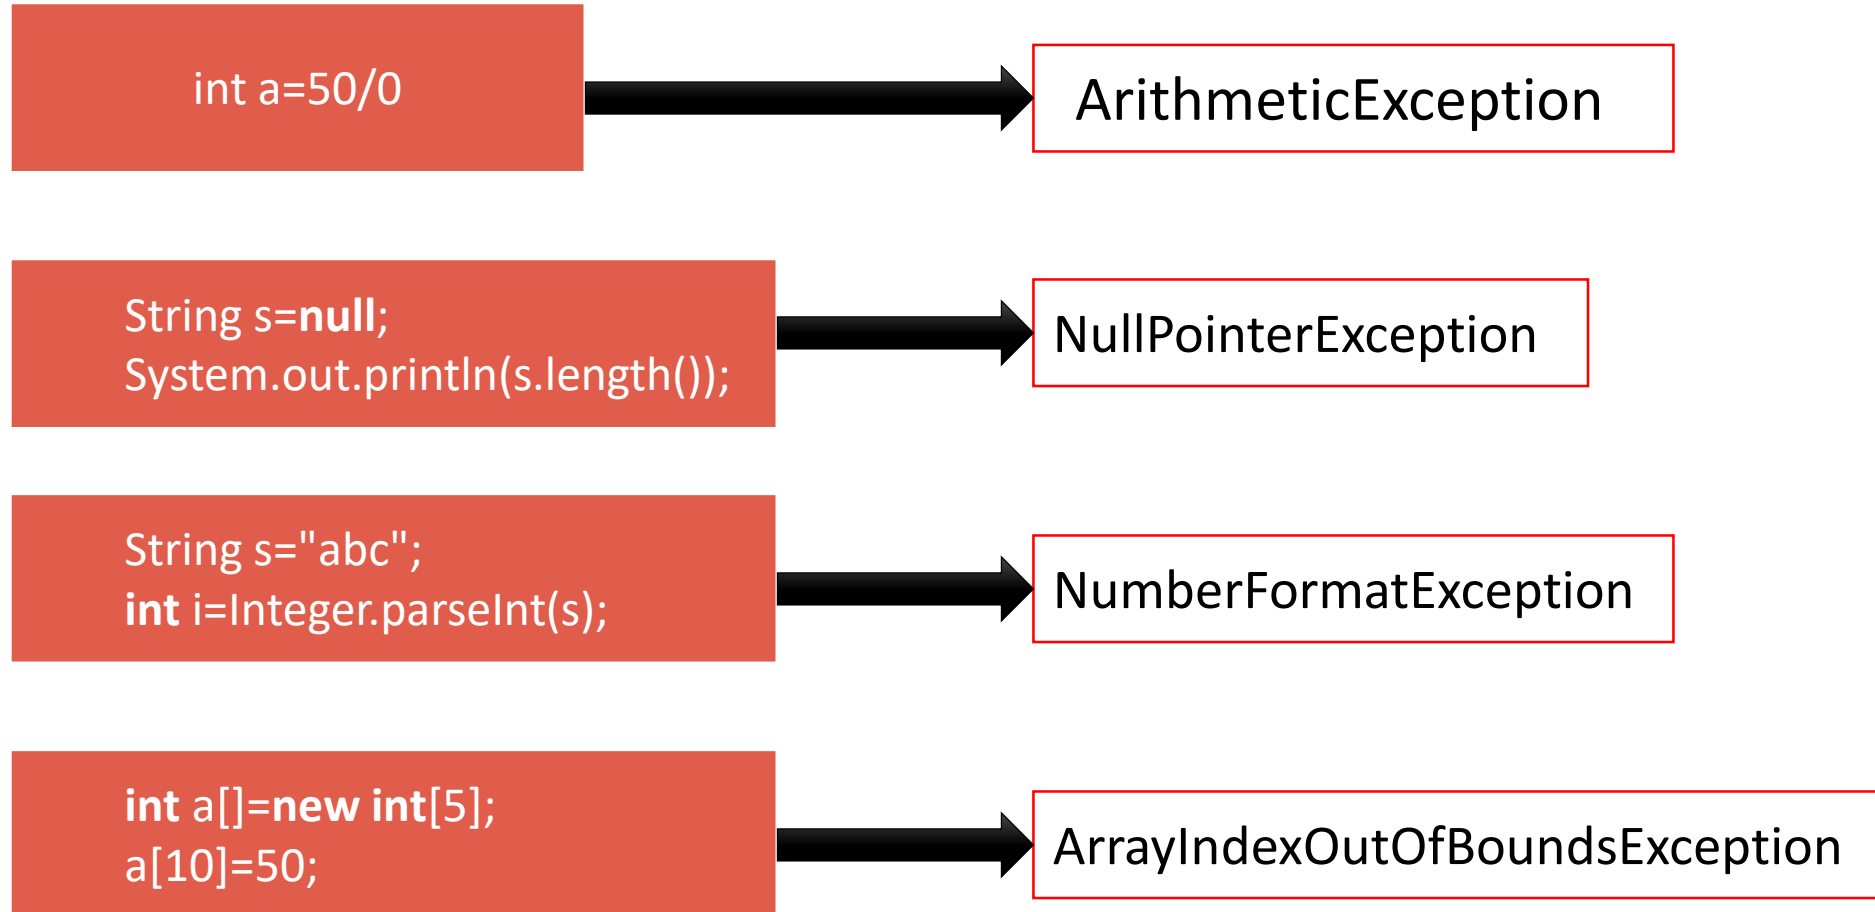 int a=50/0
ArithmeticException
String s=null;
System.out.println(s.length());
NullPointerException
String s="abc";
int i=Integer.parseInt(s);
NumberFormatException
int a[]=new int[5];
a[10]=50;
ArrayIndexOutOfBoundsException